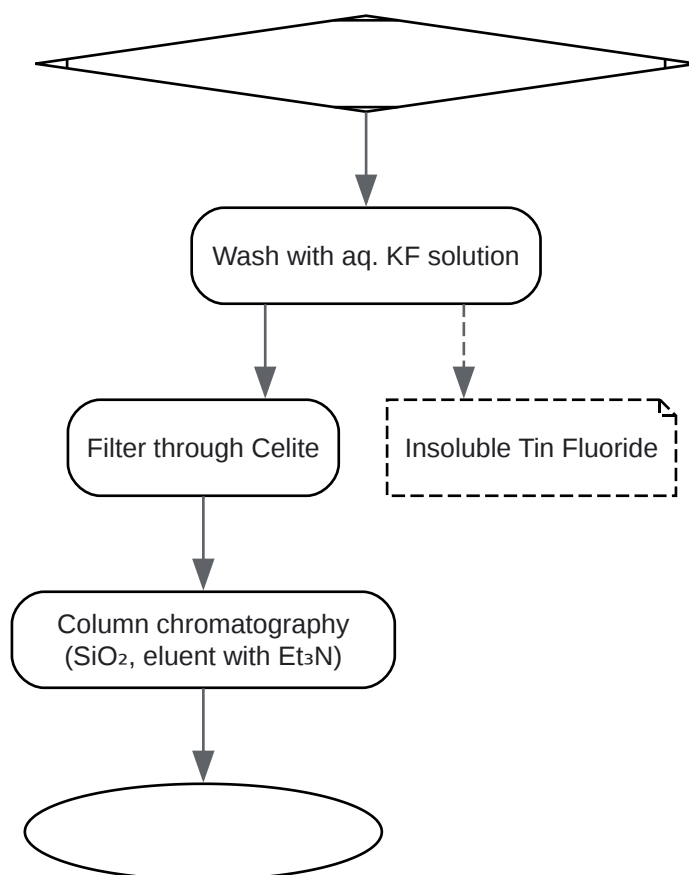 Wash with aq. KF solution
Filter through Celite
Insoluble Tin Fluoride
Column chromatography
(SiO₂, eluent with Et₃N)